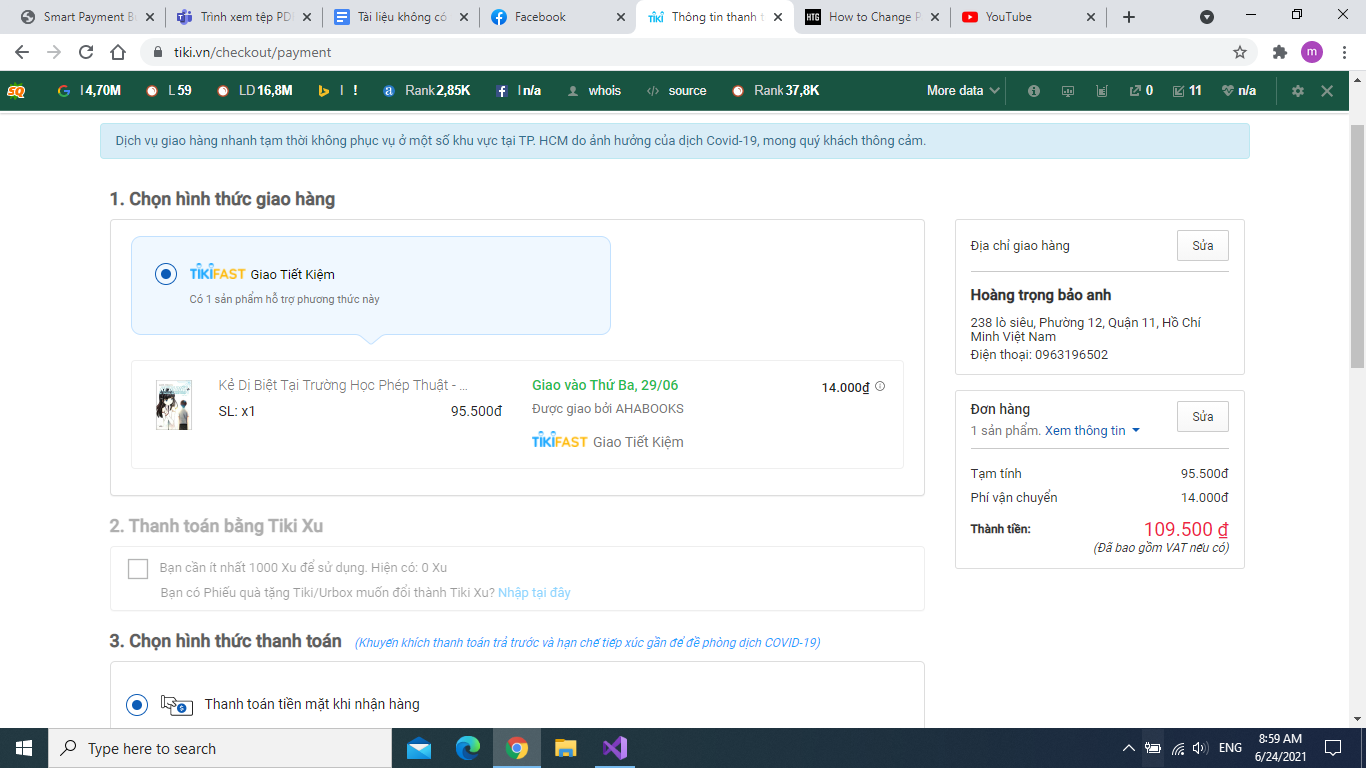 Smart Payment B
Trình xem tệp PD
Tài liệu không có
Facebook
TIKI Thông tin thanh t
HTG How to Change P
YouTube
tiki.vn/checkout/payment
m
SQ
I 4,70M
L 59
LD 16,8M
I !
a Rank 2,85K
I n/a
whois
source
Rank 37,8K
More data
0
11
n/a
Dịch vụ giao hàng nhanh tạm thời không phục vụ ở một số khu vực tại TP. HCM do ảnh hưởng của dịch Covid-19, mong quý khách thông cảm.
1. Chọn hình thức giao hàng
TIKIFAST Giao Tiết Kiệm
Có 1 sản phẩm hỗ trợ phương thức này
Kẻ Dị Biệt Tại Trường Học Phép Thuật - ...
SL: x1
95.500đ
Giao vào Thứ Ba, 29/06
Được giao bởi AHABOOKS
TIKIFAST Giao Tiết Kiệm
14.000₫
2. Thanh toán bằng Tiki Xu
Bạn cần ít nhất 1000 Xu để sử dụng. Hiện có: 0 Xu
Bạn có Phiếu quà tặng Tiki/Urbox muốn đổi thành Tiki Xu? Nhập tại đây
3. Chọn hình thức thanh toán (Khuyến khích thanh toán trả trước và hạn chế tiếp xúc gần để đề phòng dịch COVID-19)
Thanh toán tiền mặt khi nhận hàng
Địa chỉ giao hàng
Sửa
Hoàng trọng bảo anh
238 lò siêu, Phường 12, Quận 11, Hồ Chí
Minh Việt Nam
Điện thoại: 0963196502
Đơn hàng
1 sản phẩm. Xem thông tin
Sửa
Tạm tính 95.500đ
Phí vận chuyển 14.000đ
Thành tiền: 109.500 ₫
(Đã bao gồm VAT nếu có)
Type here to search
ENG
8:59 AM
6/24/2021